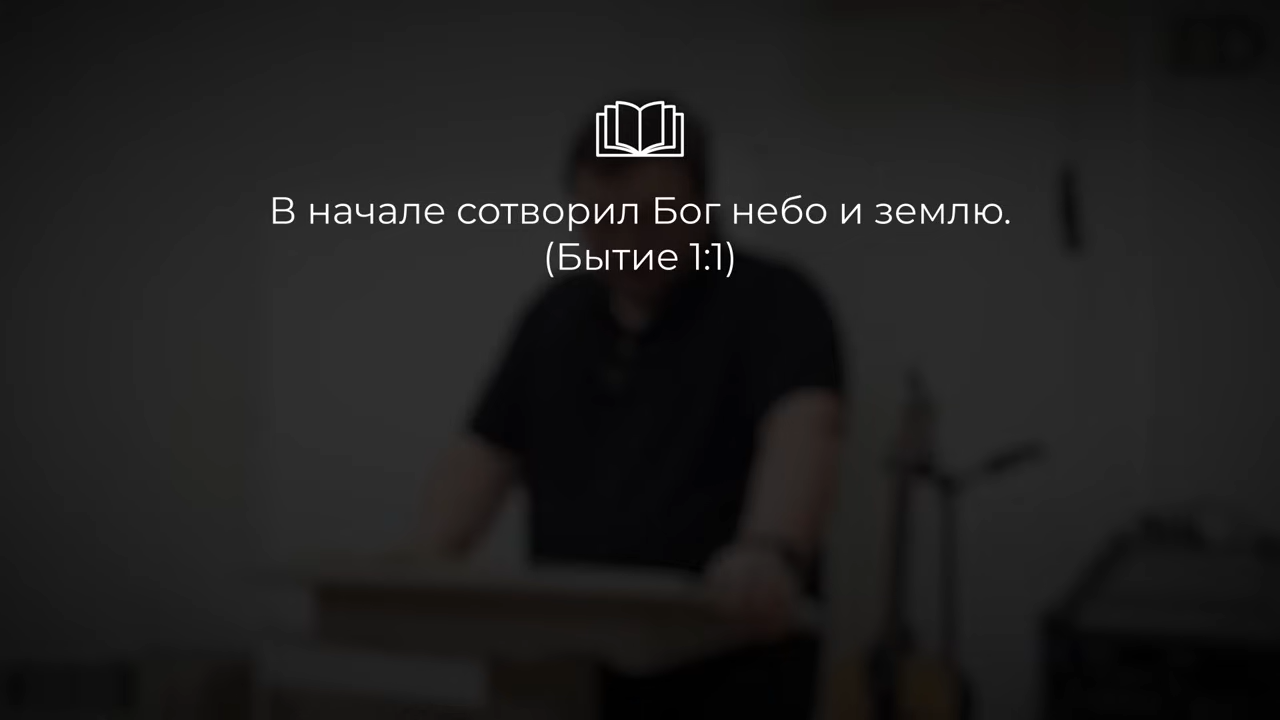 В начале сотворил Бог небо и землю.
(Бытие 1:1)